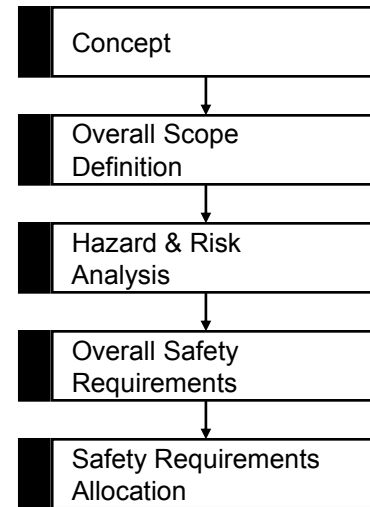 Concept
Overall Scope
Definition
Hazard & Risk
Analysis
Overall Safety
Requirements
Safety Requirements
Allocation